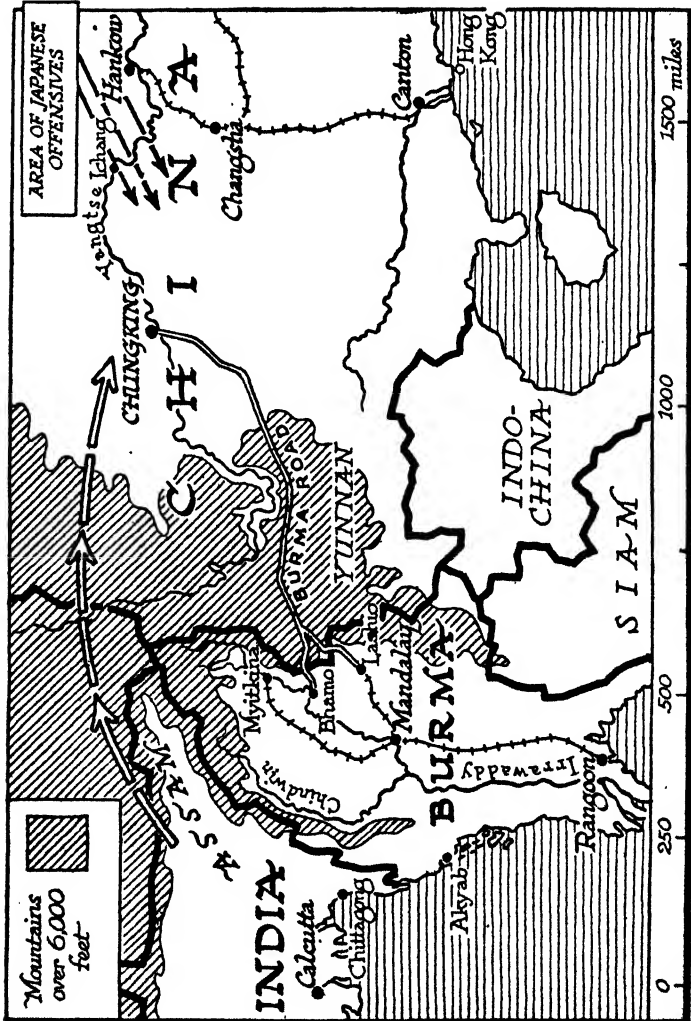 Mountains
over 6,000
feet
AREA OF JAPANESE
OFFENSIVES
Yangtse
Ichang
Hankow
CHUNGKING
Changsha
CHINA
ASSAM
INDIA
Calcutta
Chittagong
Myitkina
Bhamo
Lashio
Mandalay
BURMA ROAD
YUNNAN
Chindwin
BURMA
Irrawaddy
Akyab
Rangoon
Canton
Hong
Kong
INDO-
CHINA
SIAM
0
250
500
1000
1500 miles